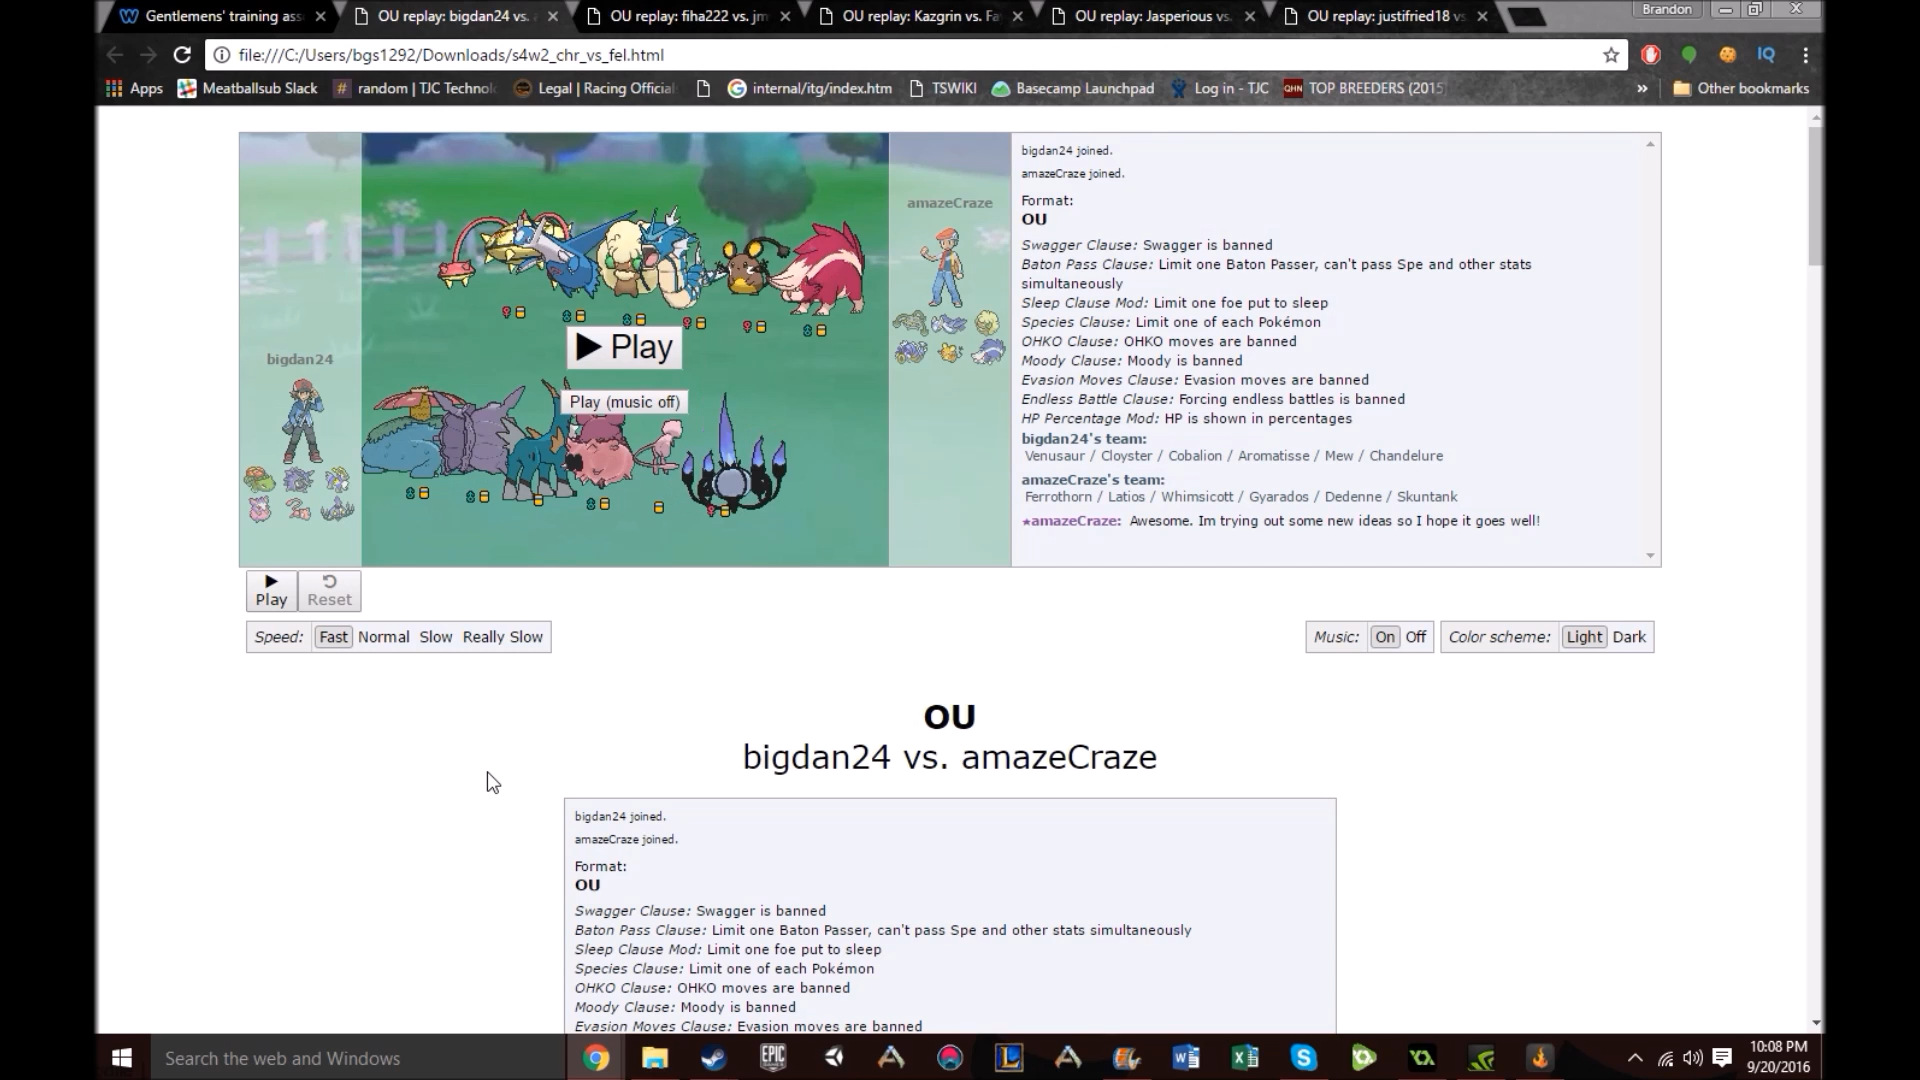 Gentlemens' training ass
OU replay: bigdan24 vs.
OU replay: fiha222 vs. jm
OU replay: Kazgrin vs. Fa
OU replay: Jasperious vs.
OU replay: justifried18 vs
Brandon
file:///C:/Users/bgs1292/Downloads/s4w2_chr_vs_fel.html
IQ
Apps
Meatballsub Slack
random | TJC Technol
Legal | Racing Official
internal/itg/index.htm
TSWIKI
Basecamp Launchpad
Log in - TJC
QHN
TOP BREEDERS (2015
Other bookmarks
bigdan24
Play
Play (music off)
amazeCraze
bigdan24 joined.
amazeCraze joined.
Format:
OU
Swagger Clause: Swagger is banned
Baton Pass Clause: Limit one Baton Passer, can't pass Spe and other stats
simultaneously
Sleep Clause Mod: Limit one foe put to sleep
Species Clause: Limit one of each Pokémon
OHKO Clause: OHKO moves are banned
Moody Clause: Moody is banned
Evasion Moves Clause: Evasion moves are banned
Endless Battle Clause: Forcing endless battles is banned
HP Percentage Mod: HP is shown in percentages
bigdan24's team:
Venusaur / Cloyster / Cobalion / Aromatisse / Mew / Chandelure
amazeCraze's team:
Ferrothorn / Latios / Whimsicott / Gyarados / Dedenne / Skuntank
★amazeCraze: Awesome. Im trying out some new ideas so I hope it goes well!
Play
Reset
Speed: Fast Normal Slow Really Slow
Music: On Off
Color scheme: Light Dark
OU
bigdan24 vs. amazeCraze
bigdan24 joined.
amazeCraze joined.
Format:
OU
Swagger Clause: Swagger is banned
Baton Pass Clause: Limit one Baton Passer, can't pass Spe and other stats simultaneously
Sleep Clause Mod: Limit one foe put to sleep
Species Clause: Limit one of each Pokémon
OHKO Clause: OHKO moves are banned
Moody Clause: Moody is banned
Evasion Moves Clause: Evasion moves are banned
Search the web and Windows
EPIC
GAMES
10:08 PM
9/20/2016